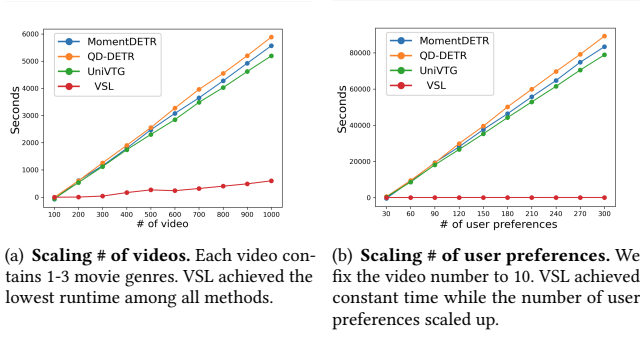 6000
5000
4000
3000
2000
1000
0
Seconds
MomentDETR
QD-DETR
UniVTG
VSL
100 200 300 400 500 600 700 800 900 1000
# of video
80000
60000
40000
20000
0
Seconds
MomentDETR
QD-DETR
UniVTG
VSL
30 60 90 120 150 180 210 240 270 300
# of user preferences
(a) Scaling # of videos. Each video con-
tains 1-3 movie genres. VSL achieved the
lowest runtime among all methods.
(b) Scaling # of user preferences. We
fix the video number to 10. VSL achieved
constant time while the number of user
preferences scaled up.